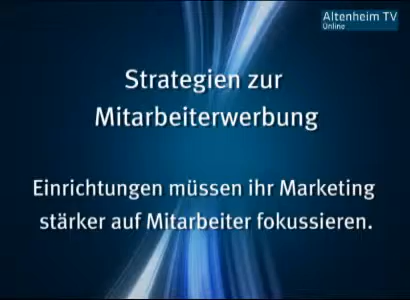 Altenheim TV
Online
Strategien zur
Mitarbeiterwerbung
Einrichtungen müssen ihr Marketing
stärker auf Mitarbeiter fokussieren.